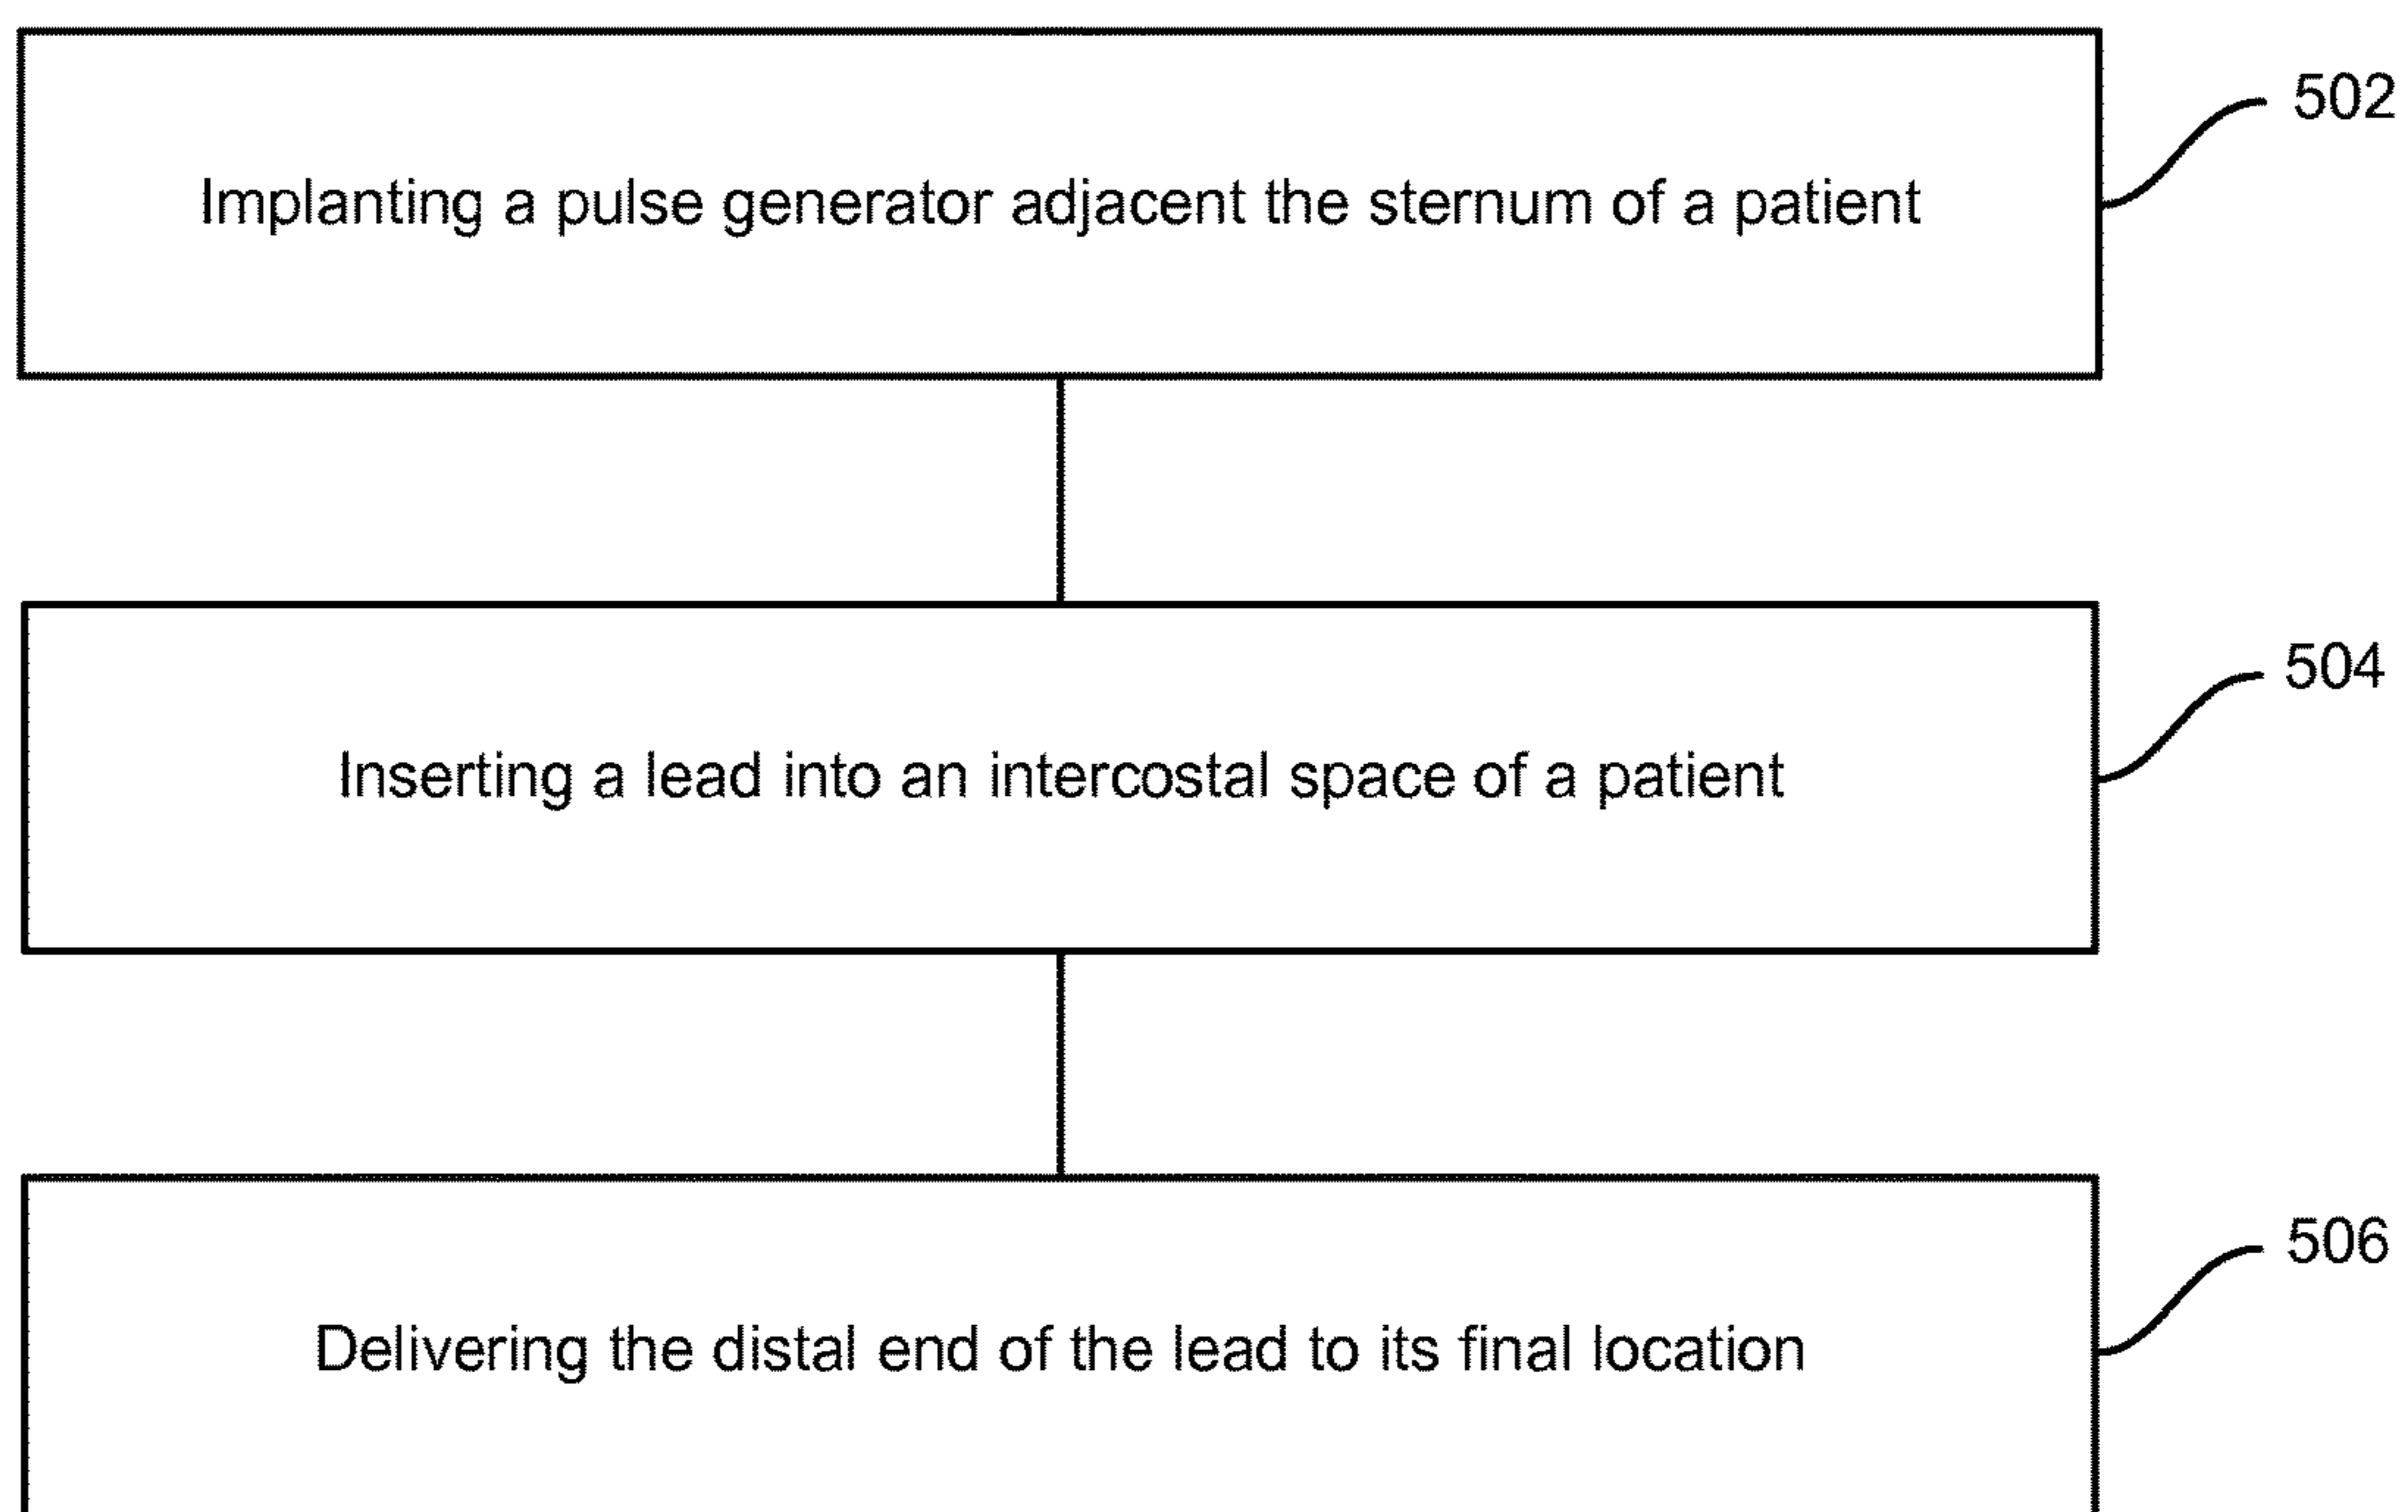 502
Implanting a pulse generator adjacent the sternum of a patient
504
Inserting a lead into an intercostal space of a patient
506
Delivering the distal end of the lead to its final location